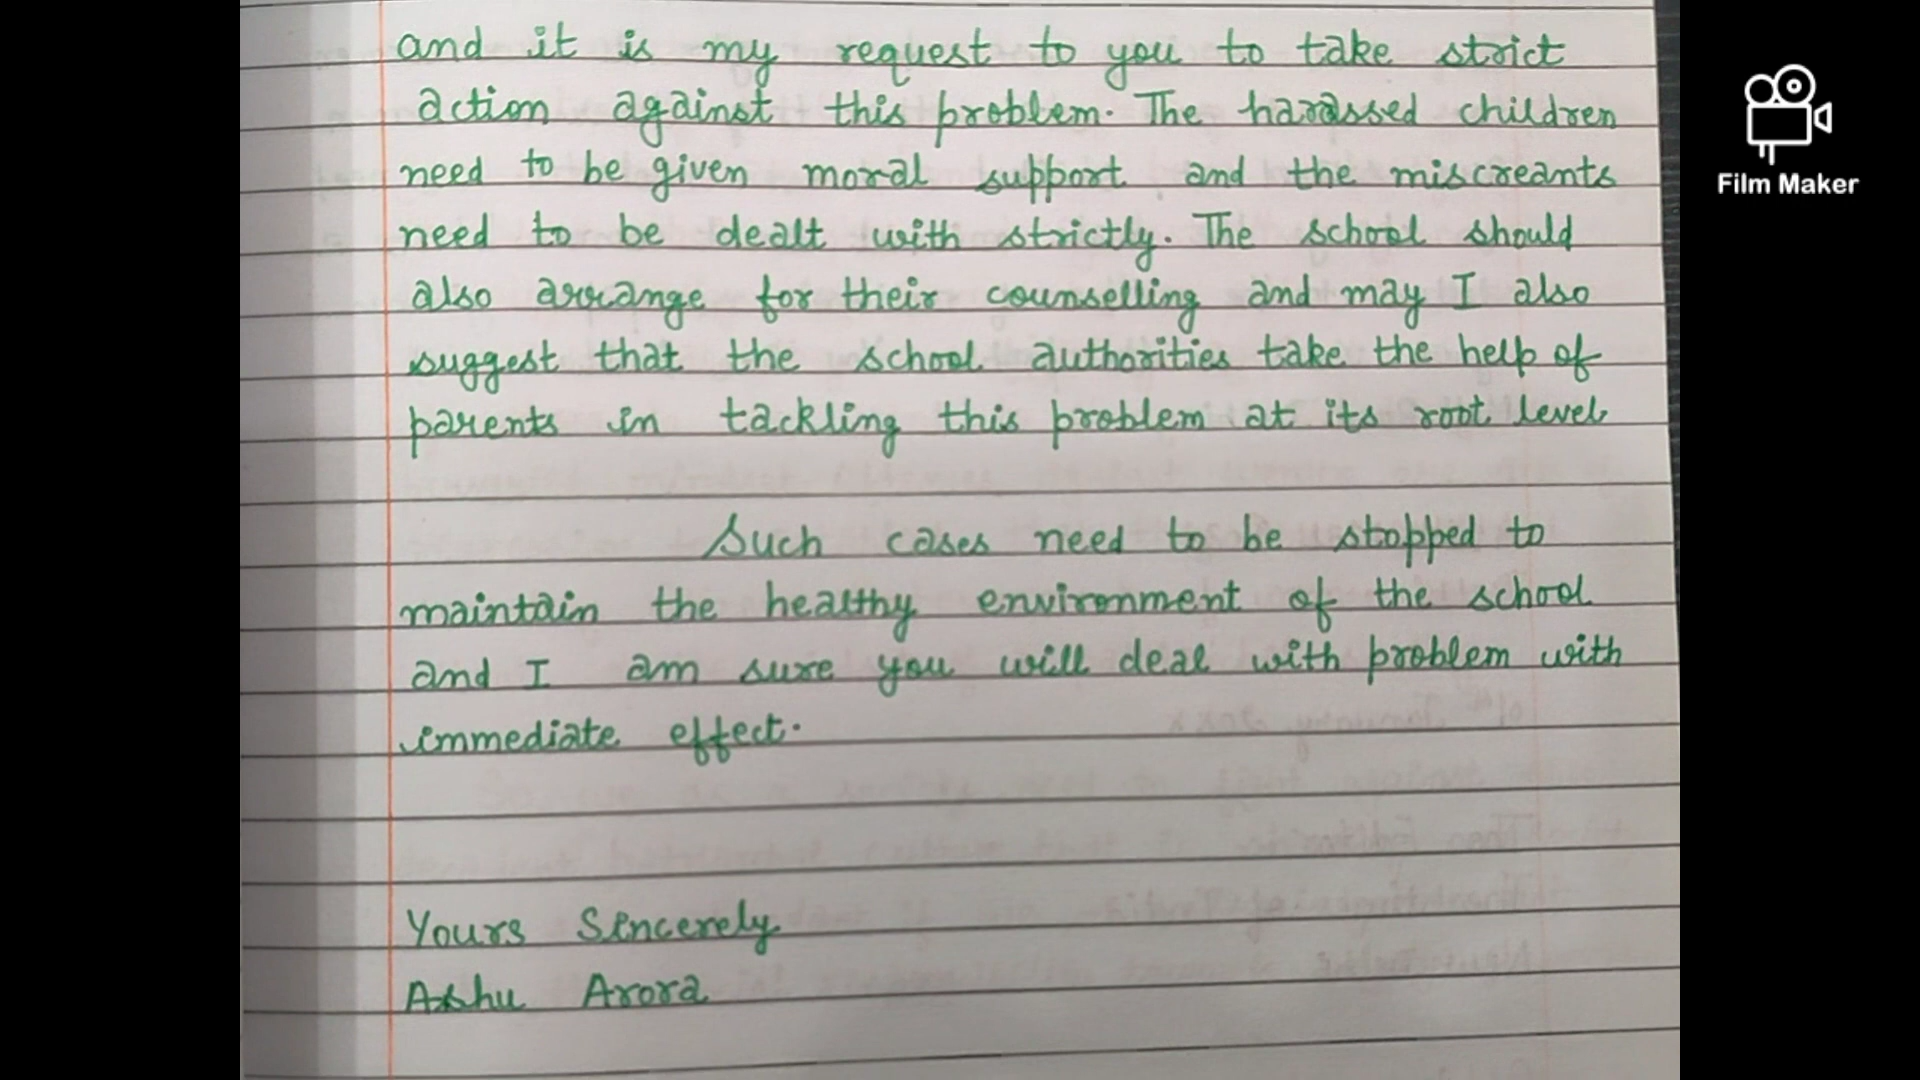 and it is my request to you to take strict
action against this problem. The harassed children
need to be given moral support and the miscreants
need to be dealt with strictly. The school should
also arrange for their counselling and may I also
suggest that the school authorities take the help of
parents in tackling this problem at its root level
Such cases need to be stopped to
maintain the healthy environment of the school
and I am sure you will deal with problem with
immediate effect.
Yours Sincerely
Ashu Arora
Film Maker